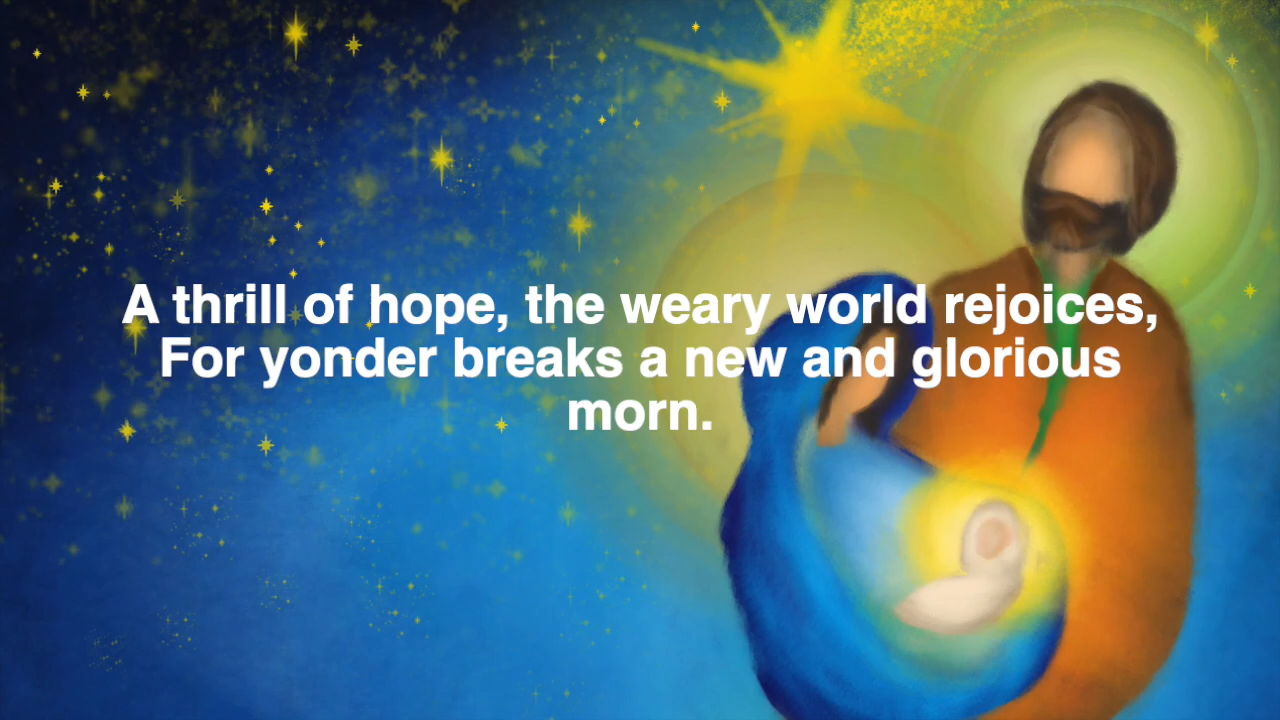 A thrill of hope, the weary world rejoices,
For yonder breaks a new and glorious
morn.